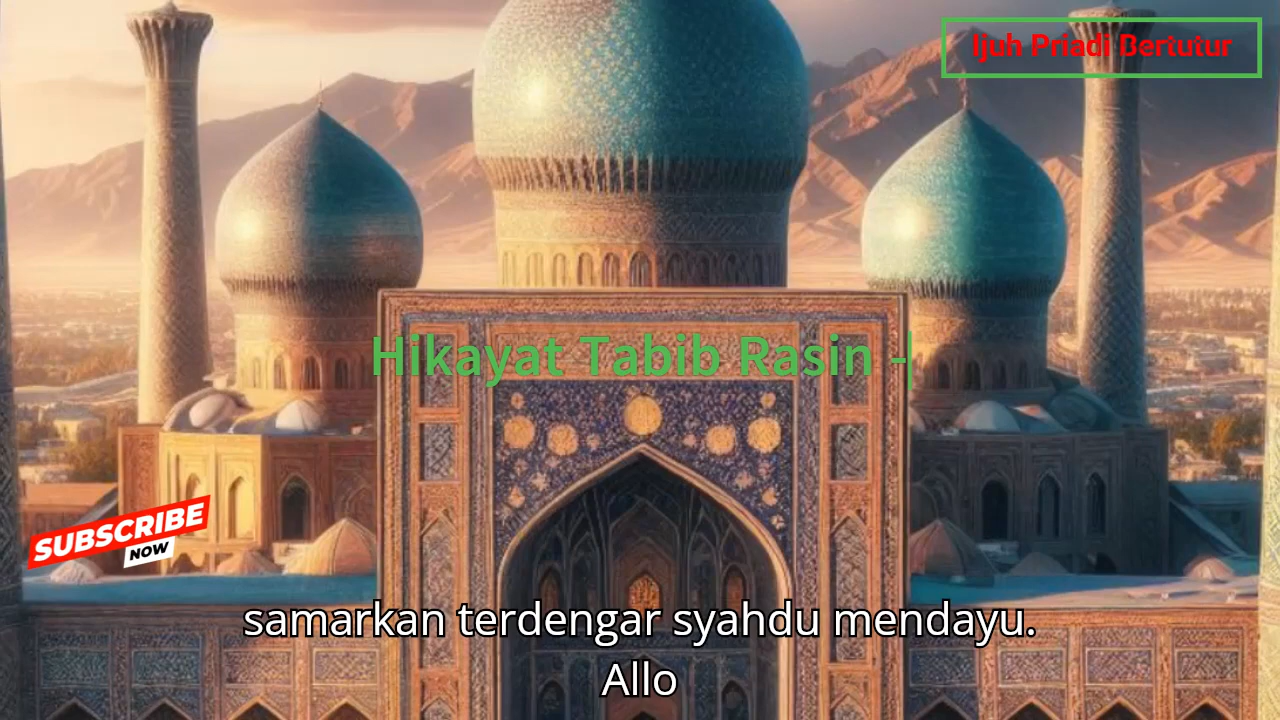 Ijuh Priadi Bertutur
Hikayat Tabib Rasin -
SUBSCRIBE
NOW
samarkan terdengar syahdu mendayu.
Allo